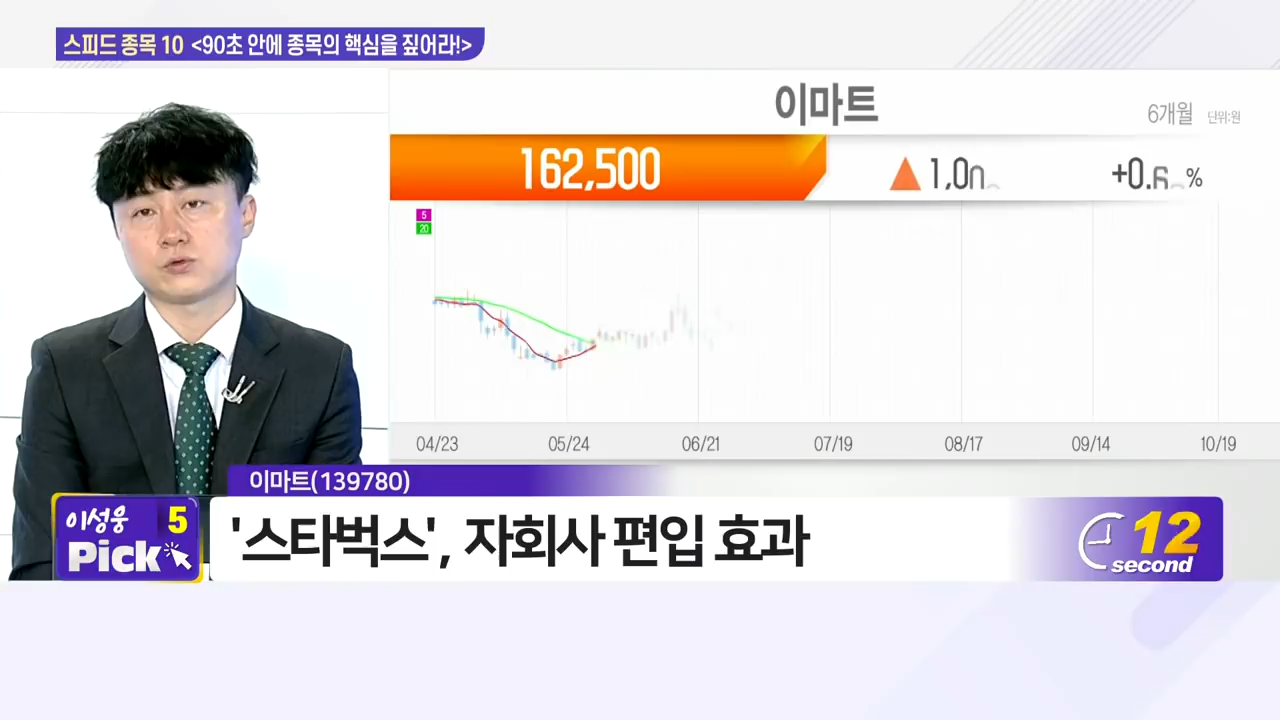 스피드 종목 10 <90초 안에 종목의 핵심을 짚어라!>
이마트
6개월 단위:원
162,500
▲ 1,0
+0. %
5
20
04/23 05/24 06/21 07/19 08/17 09/14 10/19
이마트(139780)
이성웅 5
Pick
'스타벅스', 자회사 편입 효과
12
second